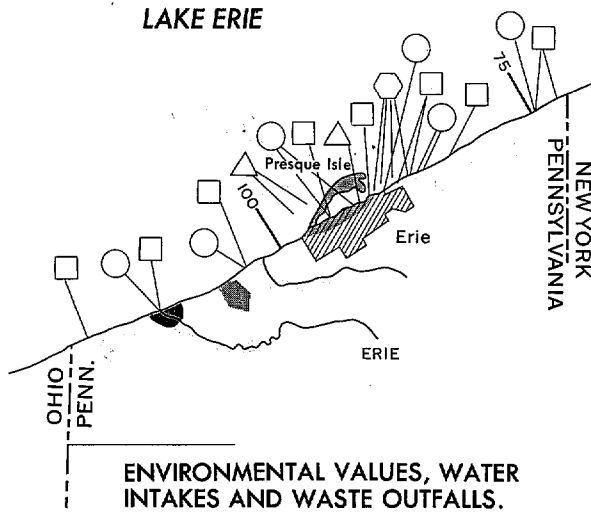 LAKE ERIE
75
Presque Isle
100
Erie
NEW YORK
PENNSYLVANIA
ERIE
OHIO
PENN.
ENVIRONMENTAL VALUES, WATER
INTAKES AND WASTE OUTFALLS.